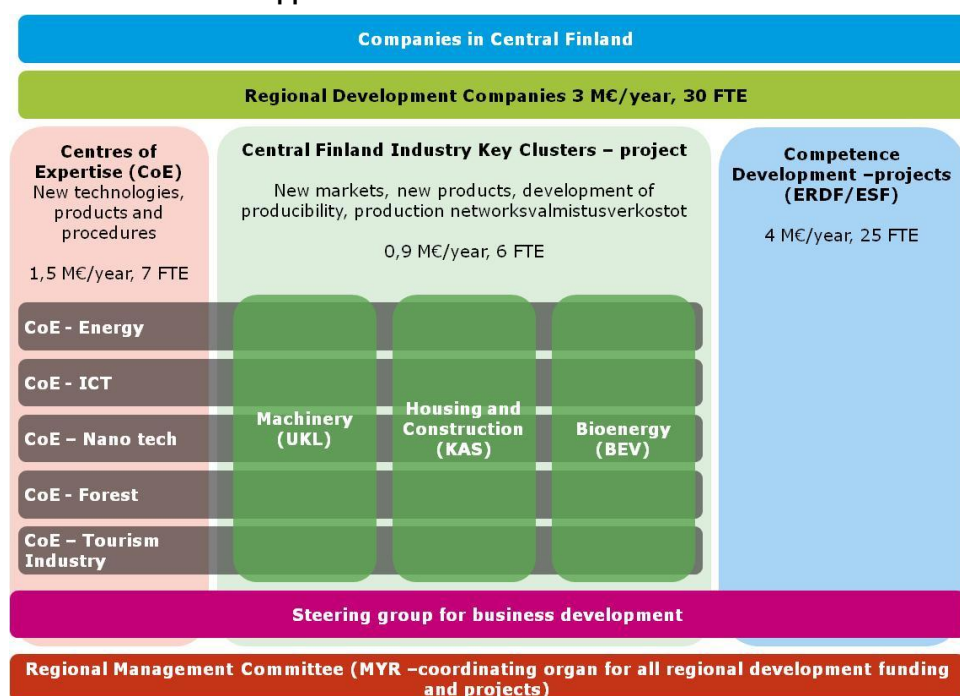 Companies in Central Finland
Regional Development Companies 3 M€/year, 30 FTE
Centres of
Expertise (CoE)
New technologies,
products and
procedures
1,5 M€/year, 7 FTE
Central Finland Industry Key Clusters – project
New markets, new products, development of
producibility, production networksvalmistusverkostot
0,9 M€/year, 6 FTE
Competence
Development –projects
(ERDF/ESF)
4 M€/year, 25 FTE
CoE - Energy
CoE - ICT
CoE – Nano tech
CoE - Forest
CoE – Tourism
Industry
Machinery
(UKL)
Housing and
Construction
(KAS)
Bioenergy
(BEV)
Steering group for business development
Regional Management Committee (MYR –coordinating organ for all regional development funding
and projects)